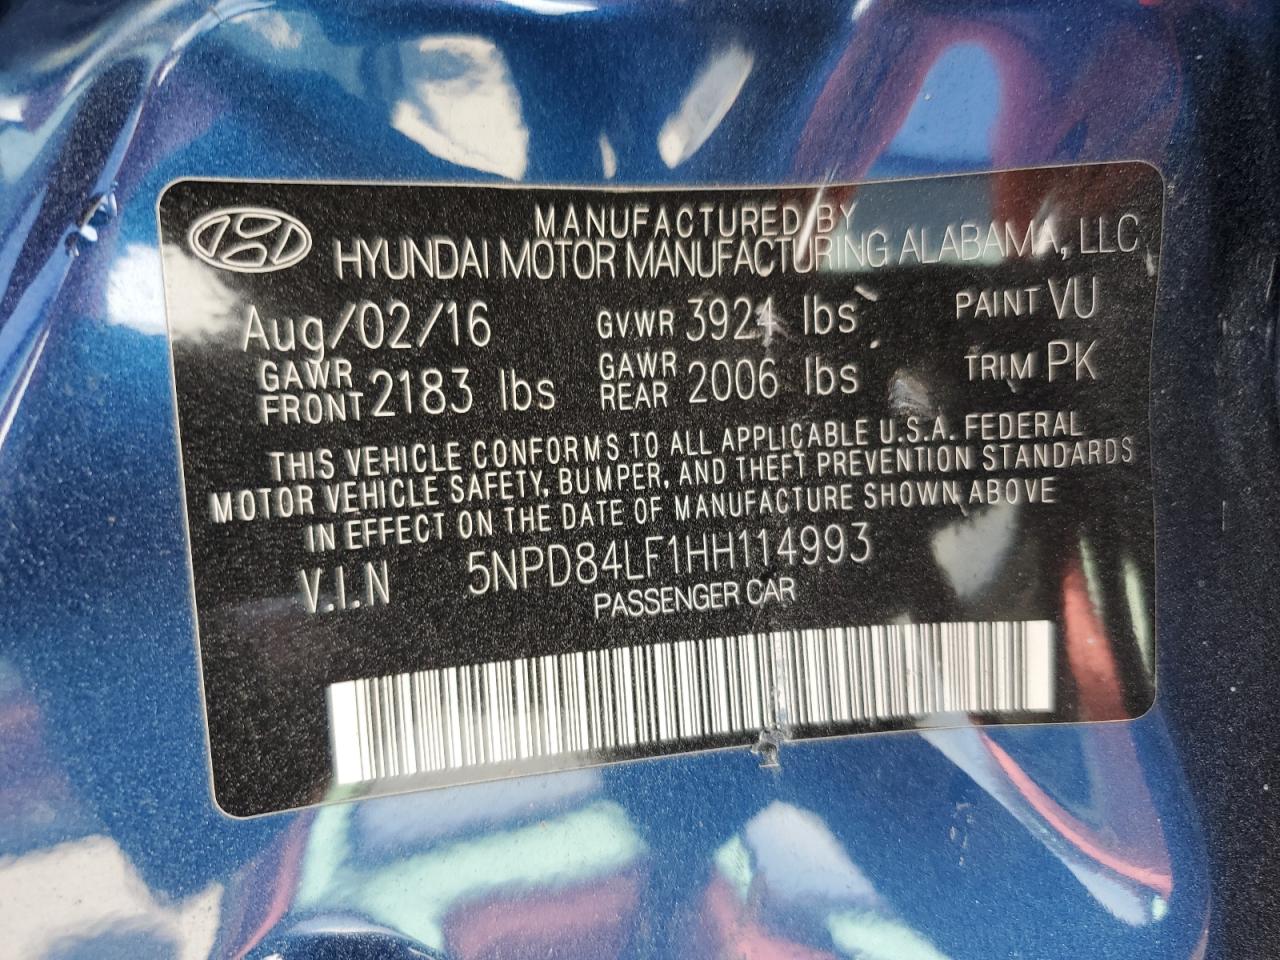 MANUFACTURED BY
HYUNDAI MOTOR MANUFACTURING ALABAMA, LLC
Aug/02/16 GVWR 3924 lbs PAINT VU
GAWR FRONT 2183 lbs GAWR REAR 2006 lbs TRIM PK
THIS VEHICLE CONFORMS TO ALL APPLICABLE U.S.A. FEDERAL
MOTOR VEHICLE SAFETY, BUMPER, AND THEFT PREVENTION STANDARDS
IN EFFECT ON THE DATE OF MANUFACTURE SHOWN ABOVE
V.I.N 5NPD84LF1HH114993
PASSENGER CAR